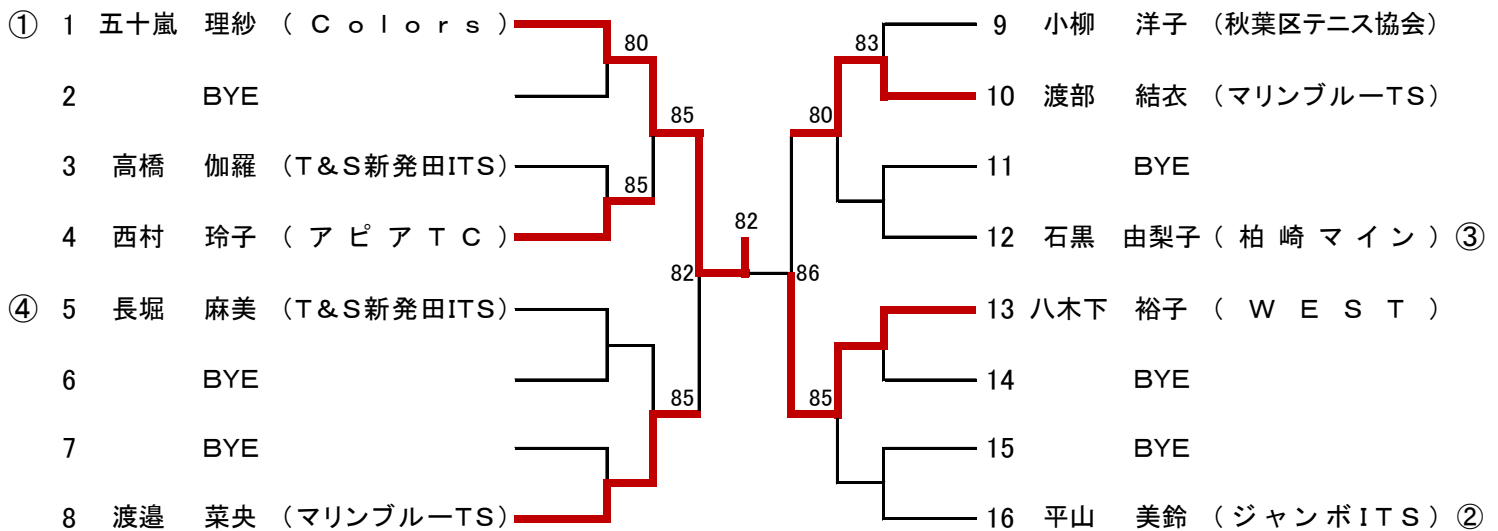 ① 1 五十嵐 理紗 (Colors)
2 BYE
3 高橋 伽羅 (T&S新発田ITS)
4 西村 玲子 (アピアTC)
④ 5 長堀 麻美 (T&S新発田ITS)
6 BYE
7 BYE
8 渡邉 菜央 (マリンブルーTS)
80
85
85
82
85
82
83
80
86
85
9 小柳 洋子 (秋葉区テニス協会)
10 渡部 結衣 (マリンブルーTS)
11 BYE
12 石黒 由梨子 (柏崎マイン) ③
13 八木下 裕子 (WEST)
14 BYE
15 BYE
16 平山 美鈴 (ジャンボITS) ②